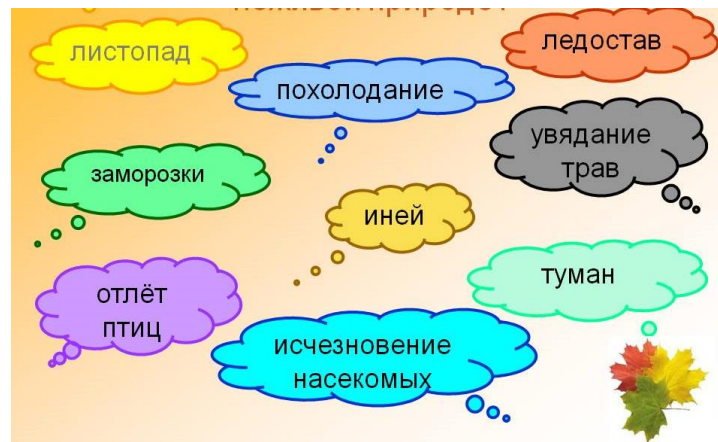 листопад
ледостав
похолодание
увядание
трав
заморозки
иней
туман
отлёт
птиц
исчезновение
насекомых